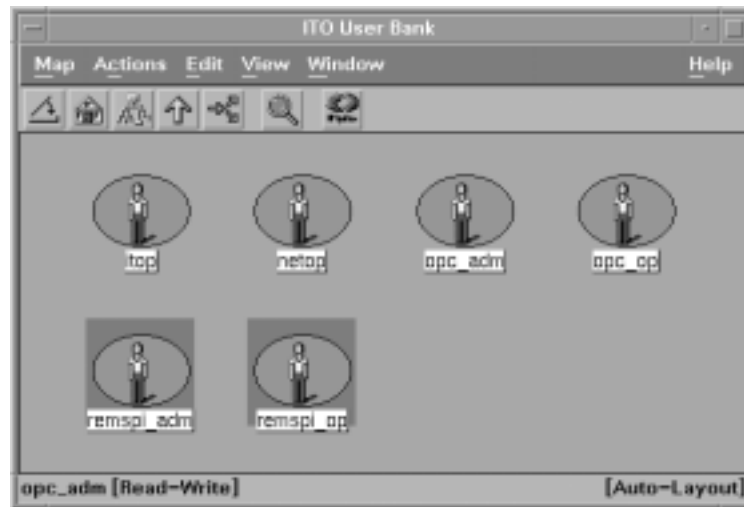 ITO User Bank
Map Actions Edit View Window Help
itop netop opc_adm opc_op
remspi_adm remspi_op
opc_adm [Read-Write] [Auto-Layout]